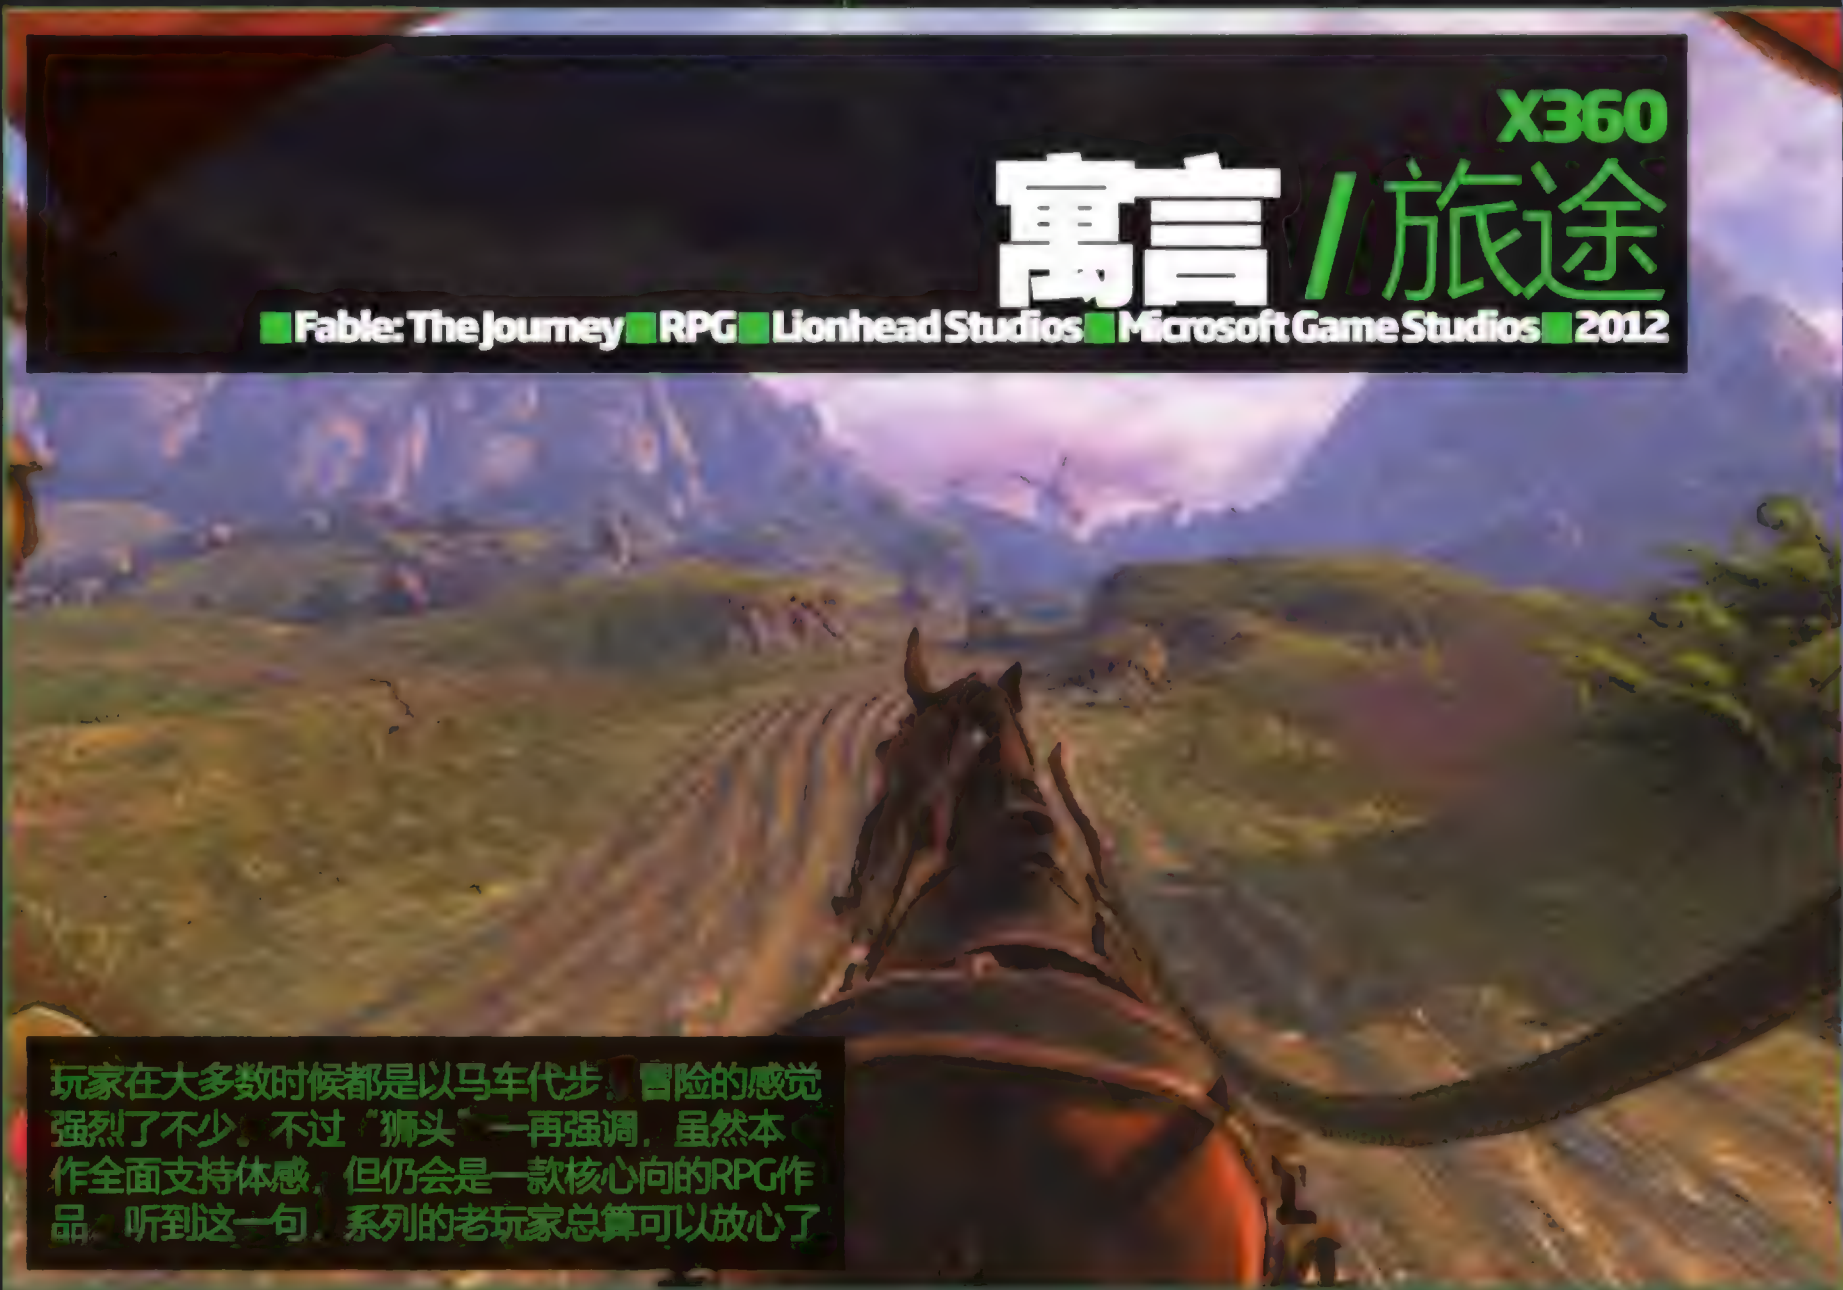 X360
寓言/旅途
■Fable: The Journey■RPG■Lionhead Studios■Microsoft Game Studios■2012
玩家在大多数时候都是以马车代步,冒险的感觉
强烈了不少。不过“狮头”一再强调,虽然本
作全面支持体感,但仍会是一款核心向的RPG作
品。听到这一句,系列的老玩家总算可以放心了